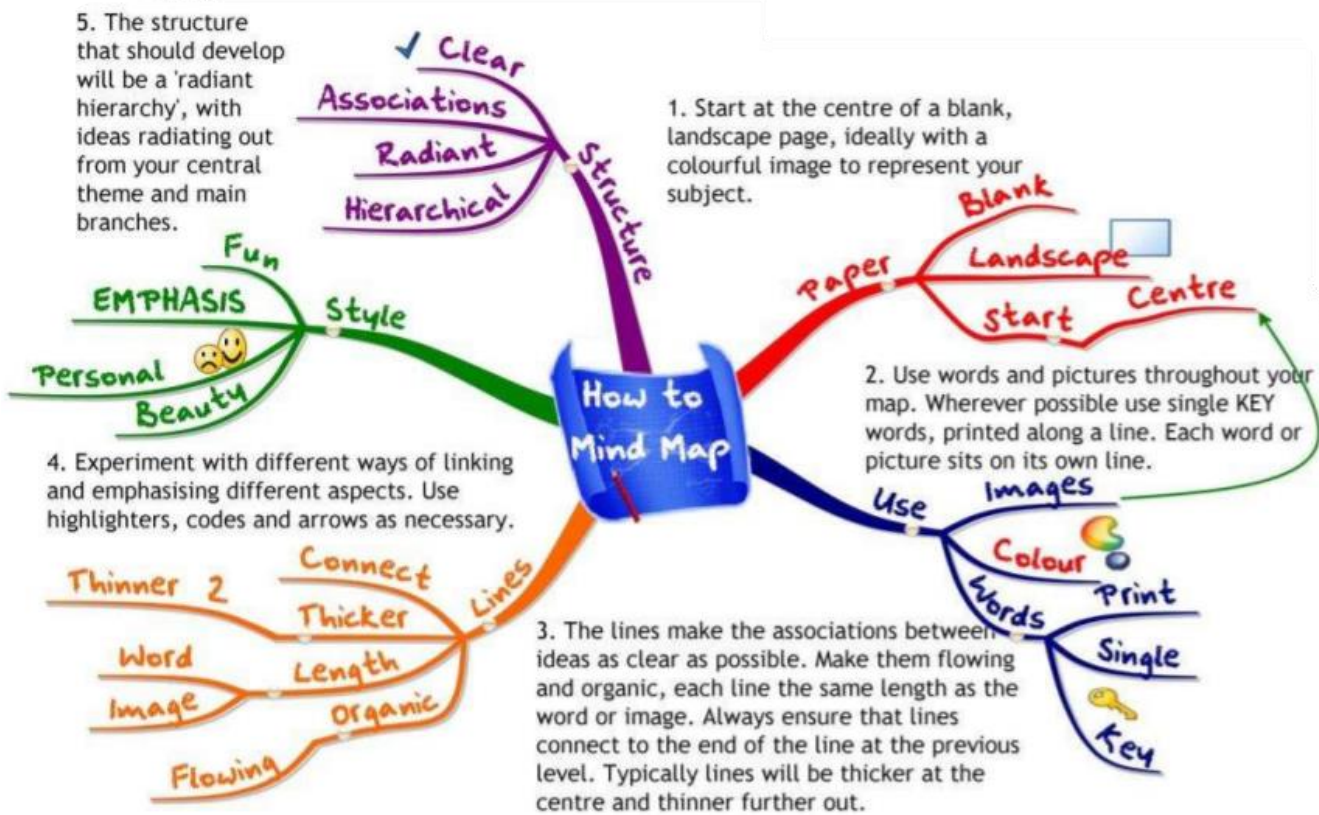 How to
Mind Map
1. Start at the centre of a blank,
landscape page, ideally with a
colourful image to represent your
subject.
Paper
Blank
Landscape
Start
Centre
2. Use words and pictures throughout your
map. Wherever possible use single KEY
words, printed along a line. Each word or
picture sits on its own line.
Use
Images
Colour
Words
Print
Single
Key
3. The lines make the associations between
ideas as clear as possible. Make them flowing
and organic, each line the same length as the
word or image. Always ensure that lines
connect to the end of the line at the previous
level. Typically lines will be thicker at the
centre and thinner further out.
Lines
Connect
Thicker
Thinner 2
Length
Word
Image
Organic
Flowing
4. Experiment with different ways of linking
and emphasising different aspects. Use
highlighters, codes and arrows as necessary.
Style
Fun
EMPHASIS
Personal
Beauty
5. The structure
that should develop
will be a 'radiant
hierarchy', with
ideas radiating out
from your central
theme and main
branches.
Structure
Clear
Associations
Radiant
Hierarchical